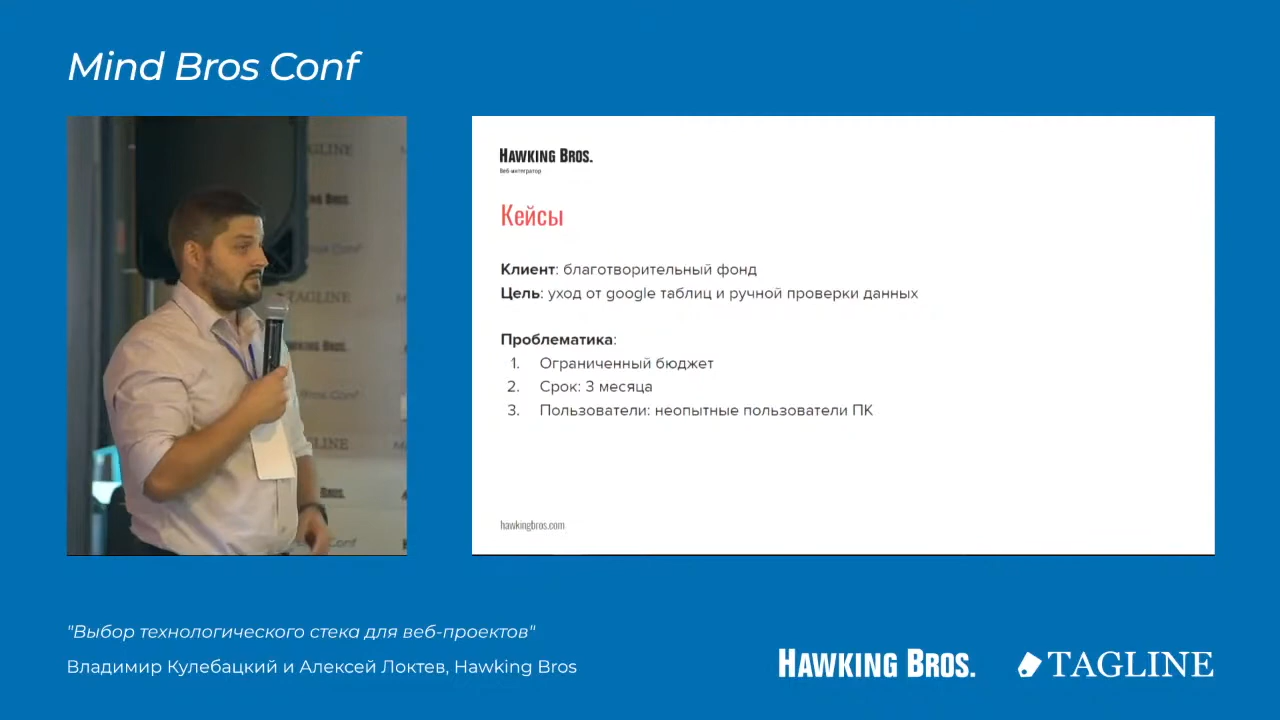 Mind Bros Conf
HAWKING BROS.
Веб-интегратор
Кейсы
Клиент: благотворительный фонд
Цель: уход от google таблиц и ручной проверки данных
Проблематика:
1. Ограниченный бюджет
2. Срок: 3 месяца
3. Пользователи: неопытные пользователи ПК
hawkingbros.com
TAGLINE
"Выбор технологического стека для веб-проектов"
Владимир Кулебацкий и Алексей Локтев, Hawking Bros
HAWKING BROS.
TAGLINE